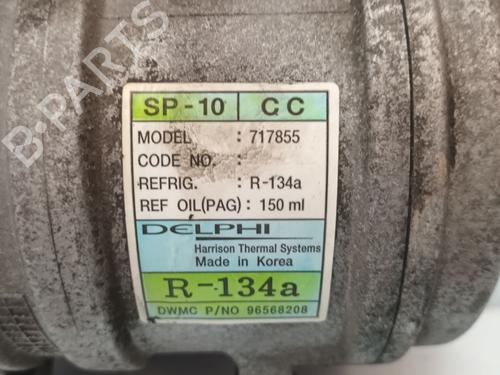 B-PARTS
SP-10 CC
MODEL : 717855
CODE NO. :
REFRIG. : R-134a
REF OIL(PAG) : 150 ml
DELPHI
Harrison Thermal Systems
Made in Korea
R-134a
DWMC P/NO 96568208